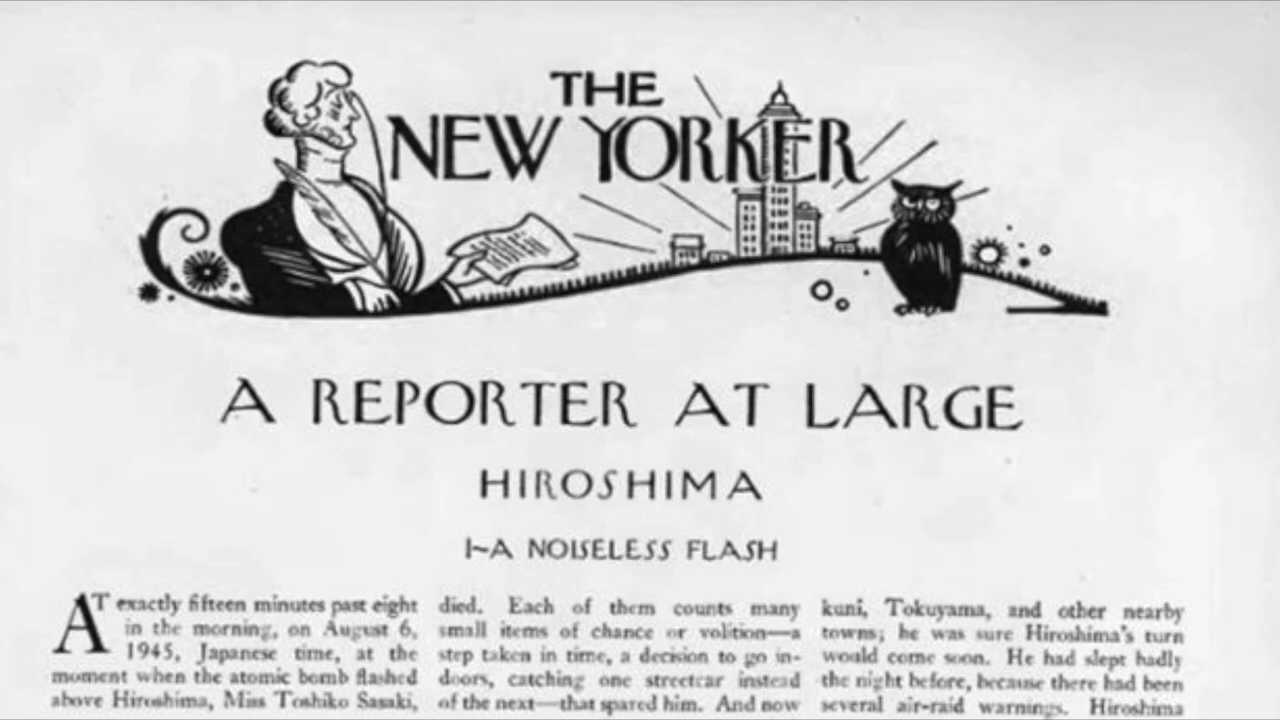 THE
NEW YORKER
A REPORTER AT LARGE
HIROSHIMA
I~A NOISELESS FLASH
AT exactly fifteen minutes past eight
in the morning, on August 6,
1945, Japanese time, at the
moment when the atomic bomb flashed
above Hiroshima, Miss Toshiko Sasaki,
died. Each of them counts many
small items of chance or volition—a
step taken in time, a decision to go in-
doors, catching one streetcar instead
of the next—that spared him. And now
kuni, Tokuyama, and other nearby
towns; he was sure Hiroshima's turn
would come soon. He had slept badly
the night before, because there had been
several air-raid warnings. Hiroshima